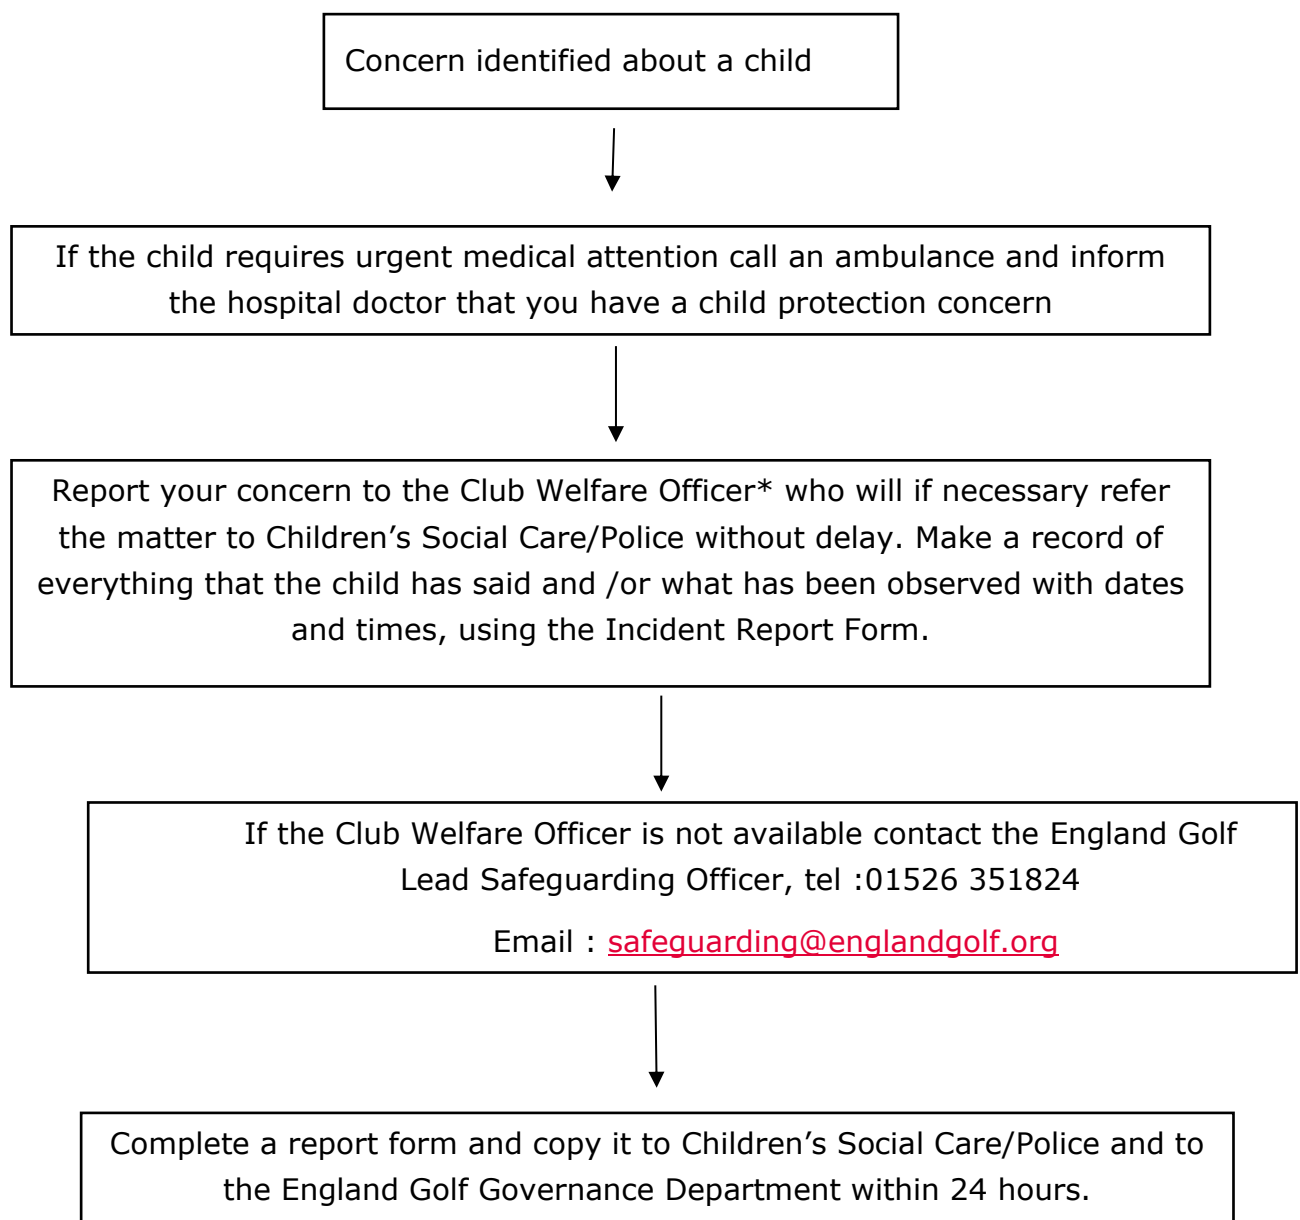 Concern identified about a child
If the child requires urgent medical attention call an ambulance and inform
the hospital doctor that you have a child protection concern
Report your concern to the Club Welfare Officer* who will if necessary refer
the matter to Children’s Social Care/Police without delay. Make a record of
everything that the child has said and /or what has been observed with dates
and times, using the Incident Report Form.
If the Club Welfare Officer is not available contact the England Golf
Lead Safeguarding Officer, tel :01526 351824
Email : safeguarding@englandgolf.org
Complete a report form and copy it to Children’s Social Care/Police and to
the England Golf Governance Department within 24 hours.